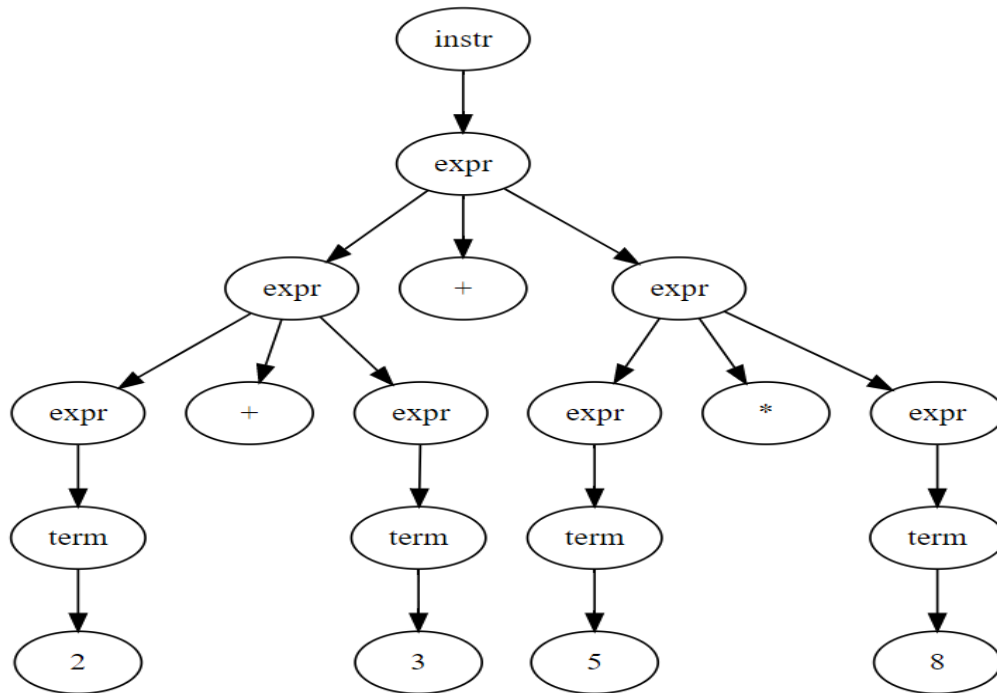 instr
expr
expr + expr
expr + expr expr * expr
term term term term
2 3 5 8